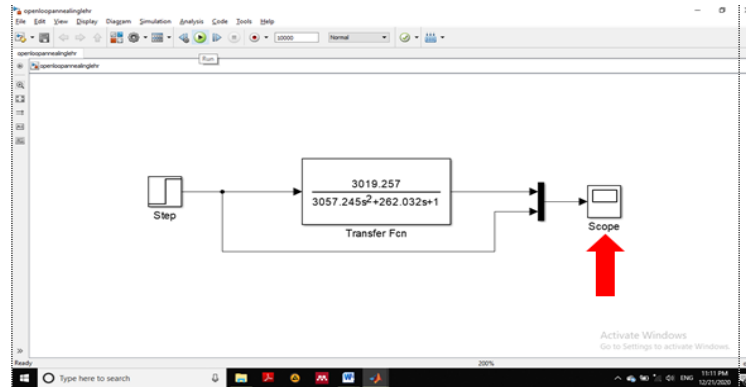 openloopannealinglehr
File Edit View Display Diagram Simulation Analysis Code Tools Help
10000 Normal
openloopannealinglehr
Run
openloopannealinglehr
3019.257
3057.245s²+262.032s+1
Step
Transfer Fcn
Scope
Activate Windows
Go to Settings to activate Windows.
Ready 200%
Type here to search
ENG 11:11 PM
12/21/2020